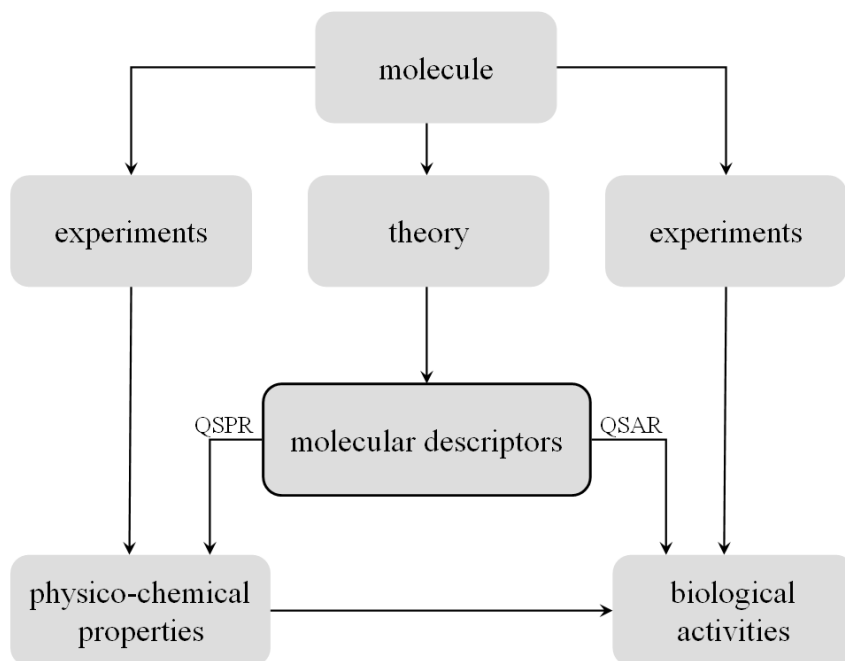 molecule
experiments
theory
experiments
QSPR
molecular descriptors
QSAR
physico-chemical
properties
biological
activities